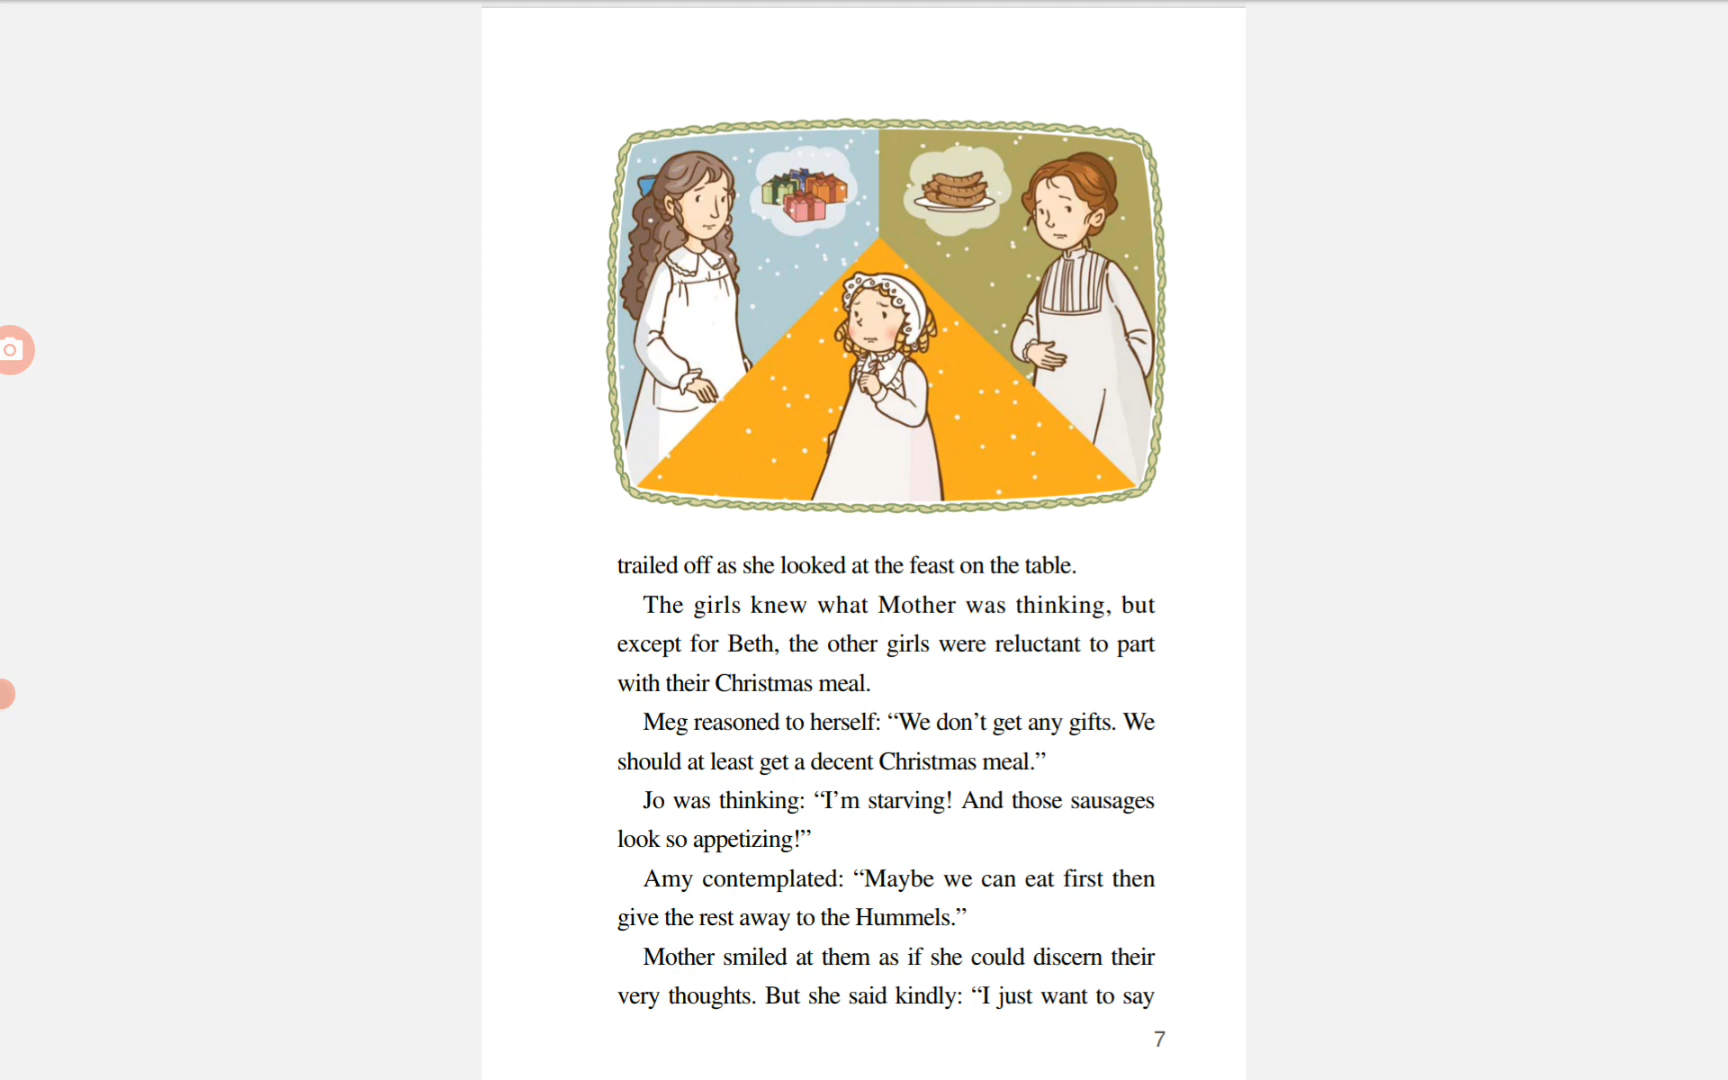 trailed off as she looked at the feast on the table.
The girls knew what Mother was thinking, but
except for Beth, the other girls were reluctant to part
with their Christmas meal.
Meg reasoned to herself: “We don’t get any gifts. We
should at least get a decent Christmas meal.”
Jo was thinking: “I’m starving! And those sausages
look so appetizing!”
Amy contemplated: “Maybe we can eat first then
give the rest away to the Hummels.”
Mother smiled at them as if she could discern their
very thoughts. But she said kindly: “I just want to say
7